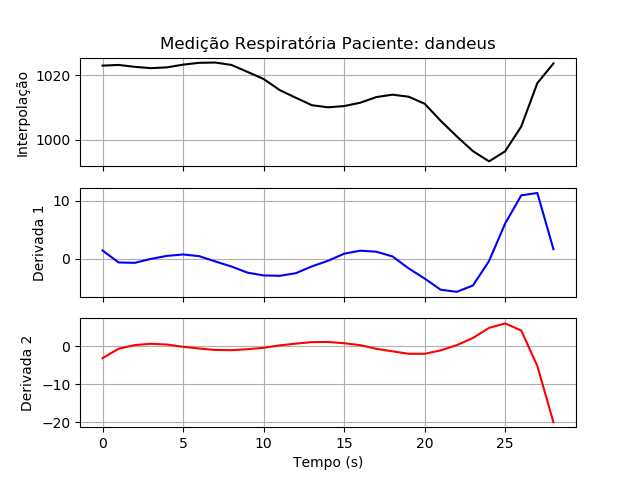 Medição Respiratória Paciente: dandeus
Interpolação
1020
1000
Derivada 1
10
0
Derivada 2
0
−10
−20
0 5 10 15 20 25
Tempo (s)